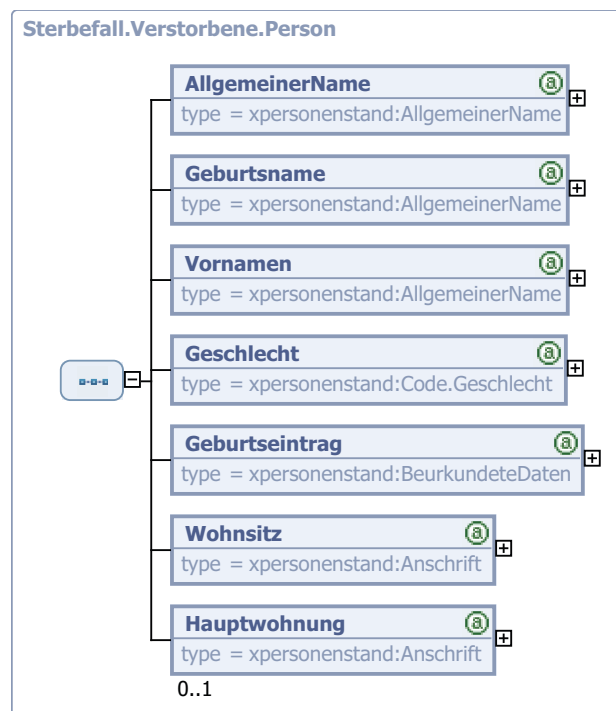 Sterbefall.Verstorbene.Person
AllgemeinerName
type = xpersonenstand:AllgemeinerName
Geburtsname
type = xpersonenstand:AllgemeinerName
Vornamen
type = xpersonenstand:AllgemeinerName
Geschlecht
type = xpersonenstand:Code.Geschlecht
Geburtseintrag
type = xpersonenstand:BeurkundeteDaten
Wohnsitz
type = xpersonenstand:Anschrift
Hauptwohnung
type = xpersonenstand:Anschrift
0..1